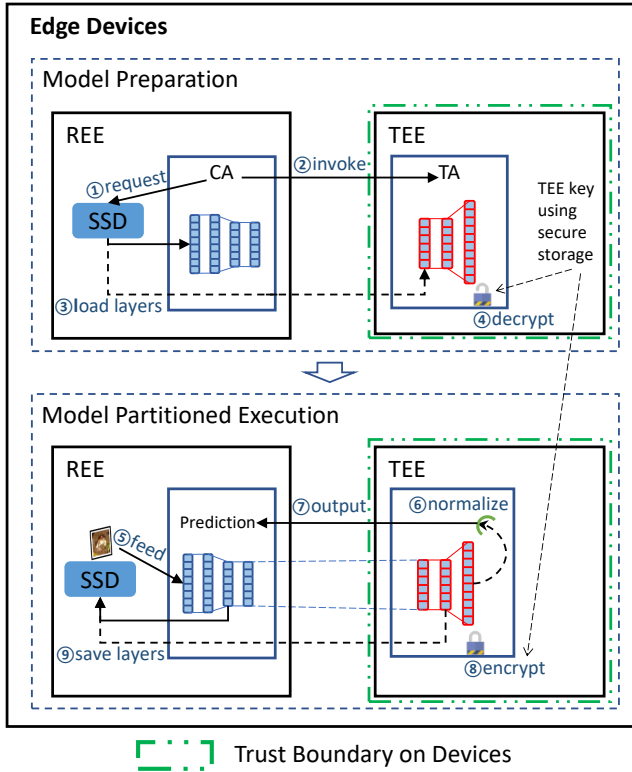 Edge Devices
Model Preparation
REE
TEE
CA
②invoke
TA
①request
SSD
TEE key
using
secure
storage
③load layers
④decrypt
Model Partitioned Execution
REE
TEE
⑦output
⑥normalize
Prediction
⑤feed
SSD
⑨save layers
⑧encrypt
Trust Boundary on Devices